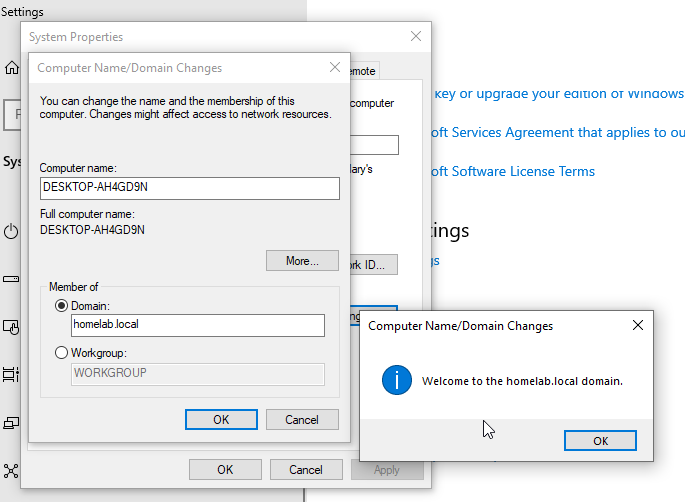 Settings
System Properties
Computer Name/Domain Changes
emote
You can change the name and the membership of this
computer. Changes might affect access to network resources.
computer
key or upgrade your edition of Windows
oft Services Agreement that applies to ou
Computer name:
lary's
oft Software License Terms
DESKTOP-AH4GD9N
Full computer name:
DESKTOP-AH4GD9N
Sys
tings
More...
rk ID...
gs
Member of
Domain:
homelab.local
Workgroup:
WORKGROUP
OK
Cancel
Computer Name/Domain Changes
Welcome to the homelab.local domain.
OK
OK
Cancel
Apply